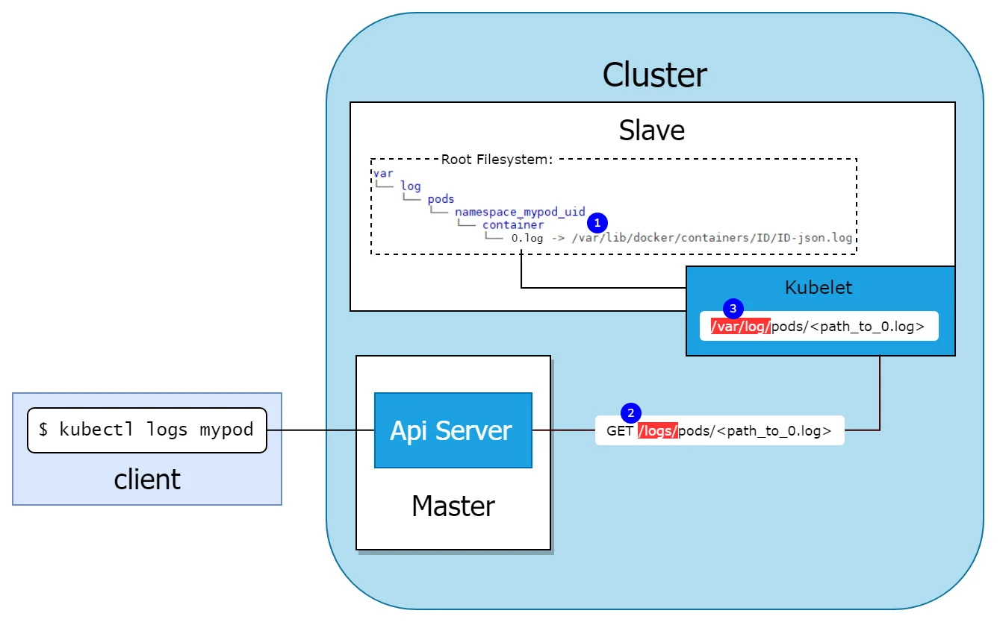 Cluster
Slave
Root Filesystem:
var
└── log
└── pods
└── namespace_mypod_uid
└── container
1
└── 0.log -> /var/lib/docker/containers/ID/ID-json.log
Kubelet
3
/var/log/pods/<path_to_0.log>
$ kubectl logs mypod
client
Api Server
Master
2
GET /logs/pods/<path_to_0.log>